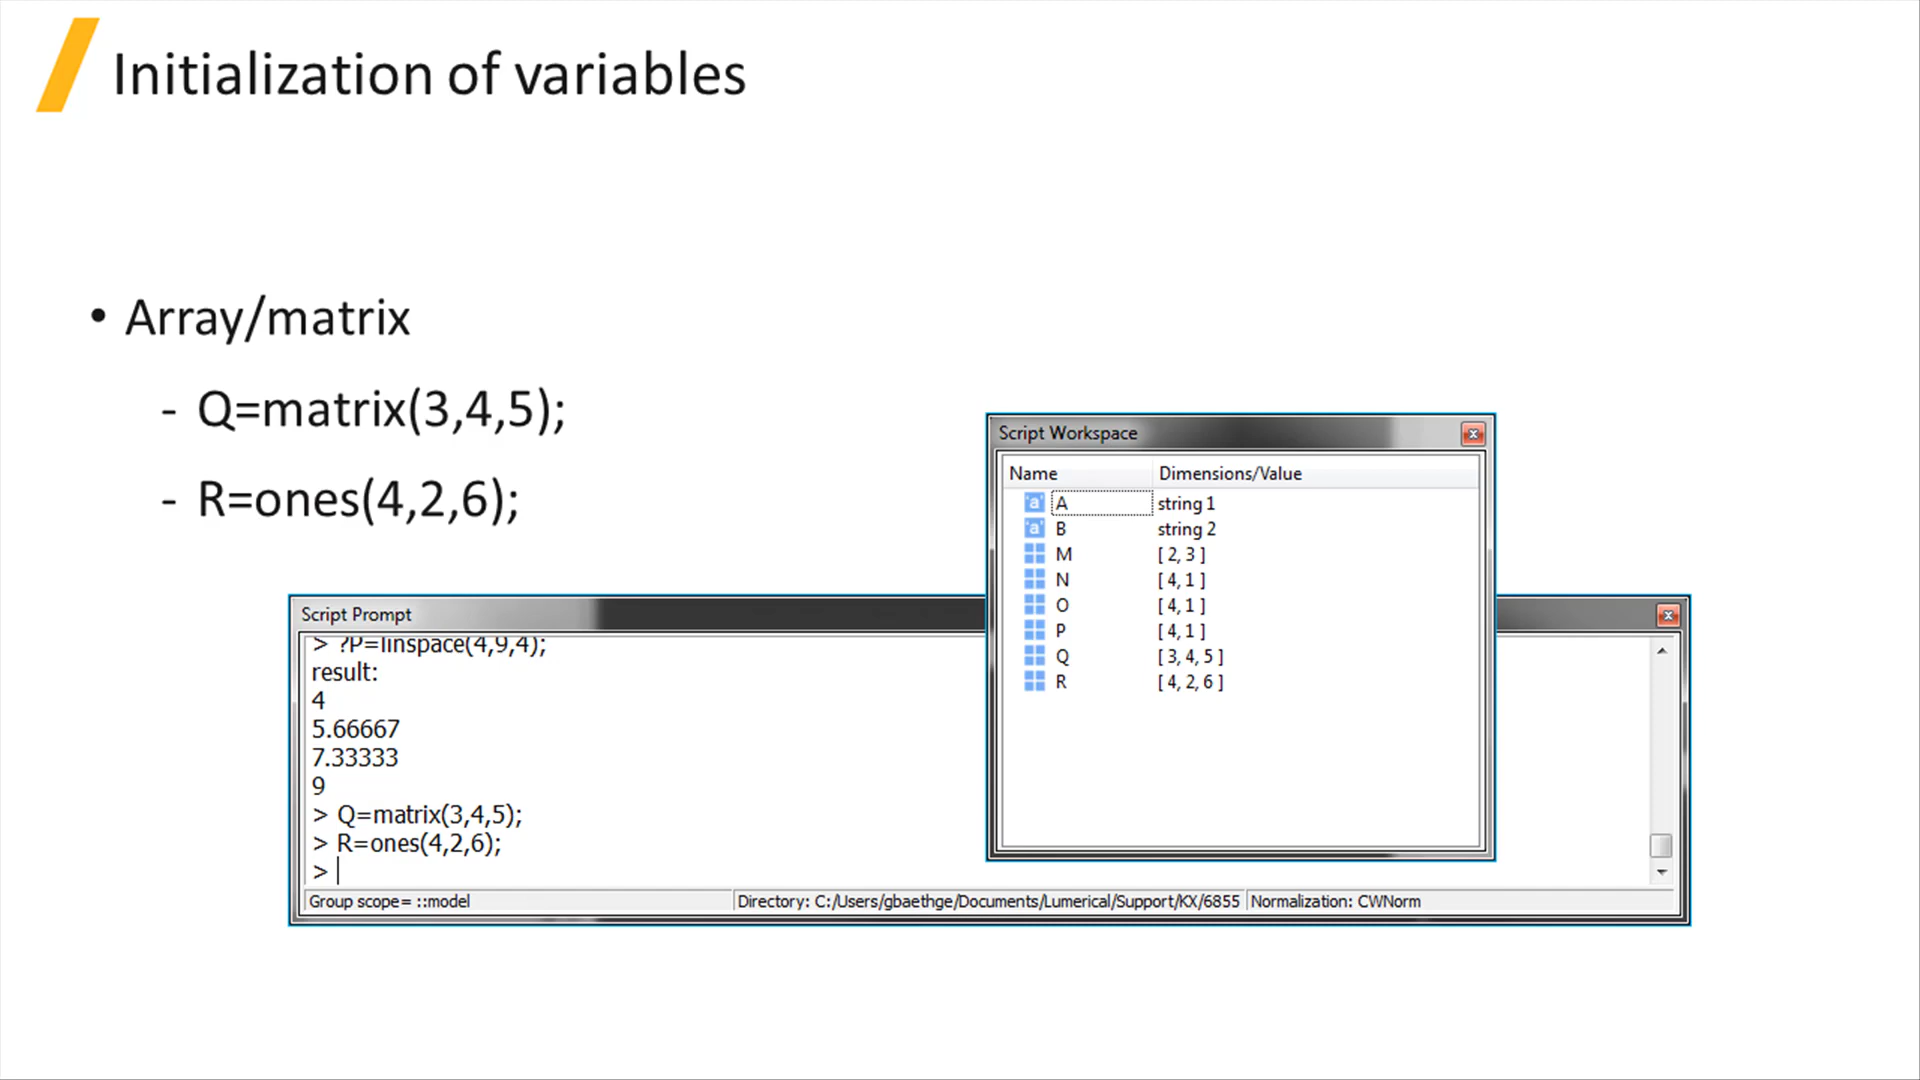 Initialization of variables
• Array/matrix
- Q=matrix(3,4,5);
- R=ones(4,2,6);
Script Workspace
Name Dimensions/Value
'a' A string 1
'a' B string 2
M [ 2, 3 ]
N [ 4, 1 ]
O [ 4, 1 ]
P [ 4, 1 ]
Q [ 3, 4, 5 ]
R [ 4, 2, 6 ]
Script Prompt
> ?P=linspace(4,9,4);
result:
4
5.66667
7.33333
9
> Q=matrix(3,4,5);
> R=ones(4,2,6);
>
Group scope= ::model Directory: C:/Users/gbaethge/Documents/Lumerical/Support/KX/6855 Normalization: CWNorm